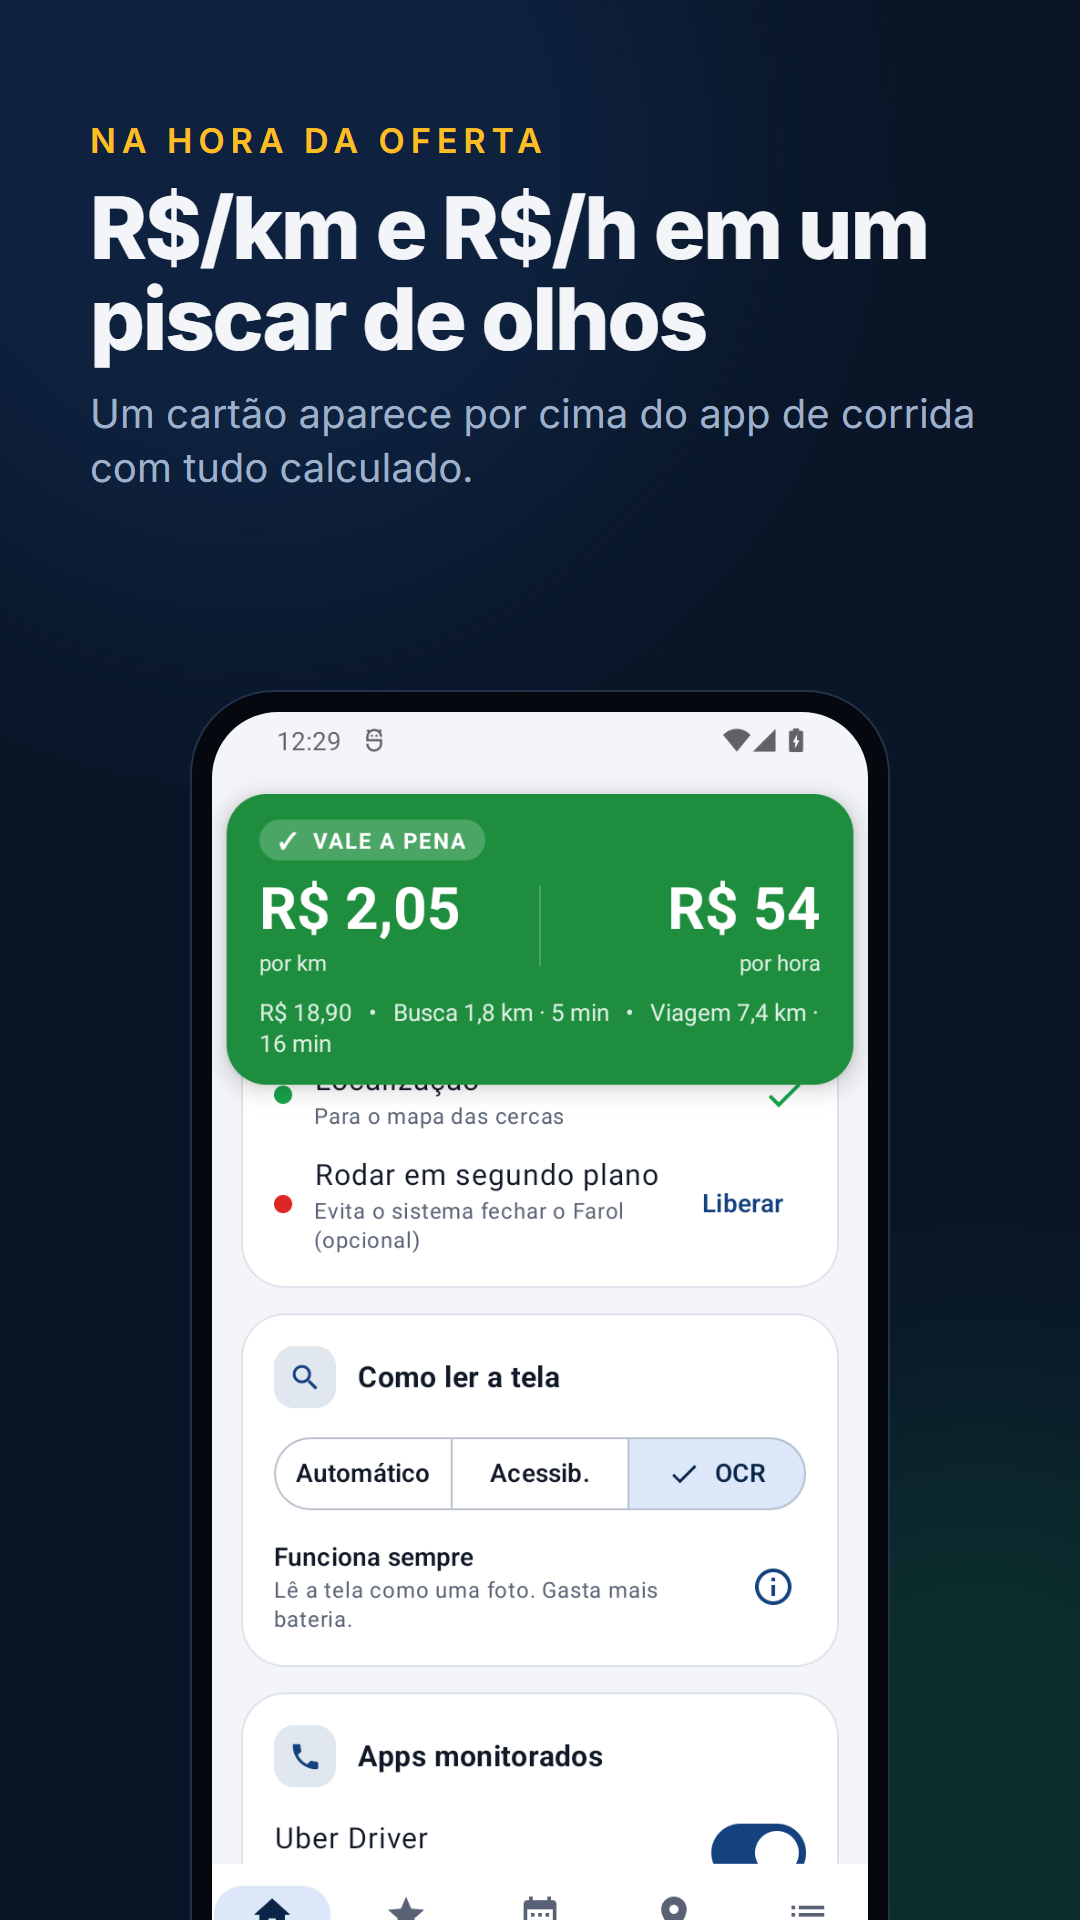 NA HORA DA OFERTA
R$/km e R$/h em um
piscar de olhos
Um cartão aparece por cima do app de corrida
com tudo calculado.
12:29
✓ VALE A PENA
R$ 2,05
R$ 54
por km
por hora
R$ 18,90 • Busca 1,8 km · 5 min • Viagem 7,4 km ·
16 min
Localização
Para o mapa das cercas
Rodar em segundo plano
Evita o sistema fechar o Farol
(opcional)
Liberar
Como ler a tela
Automático
Acessib.
OCR
Funciona sempre
Lê a tela como uma foto. Gasta mais
bateria.
Apps monitorados
Uber Driver